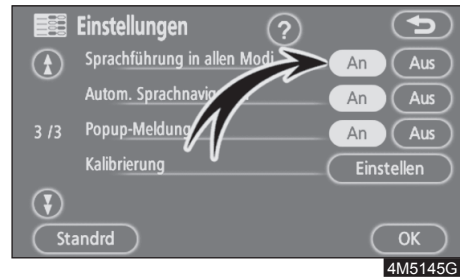 Einstellungen ?
Sprachführung in allen Modi An Aus
Autom. An Aus
3 /3 Popup-Meldung An Aus
Kalibrierung Einstellen
Standrd OK
4M5145G